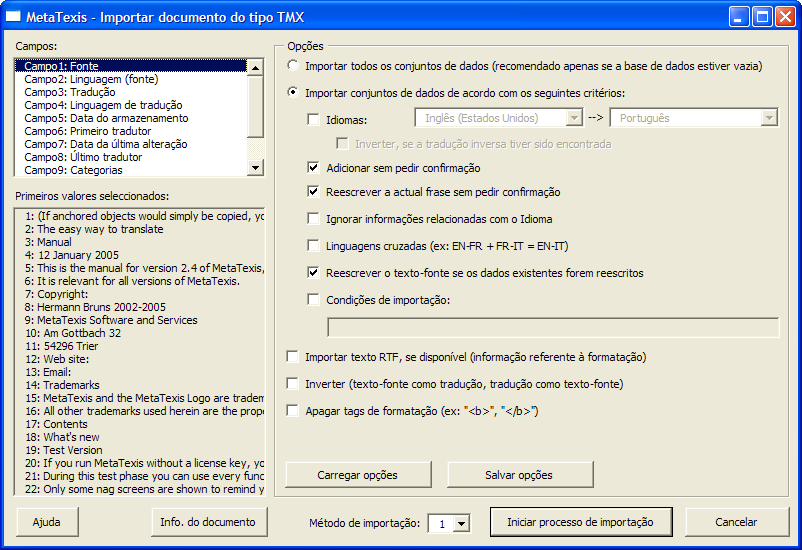 MetaTexis - Importar documento do tipo TMX
Campos:
Campo1: Fonte
Campo2: Linguagem (fonte)
Campo3: Tradução
Campo4: Linguagem de tradução
Campo5: Data do armazenamento
Campo6: Primeiro tradutor
Campo7: Data da última alteração
Campo8: Último tradutor
Campo9: Categorias
Primeiros valores seleccionados:
1: (If anchored objects would simply be copied,
2: The easy way to translate
3: Manual
4: 12 January 2005
5: This is the manual for version 2.4 of MetaTexis,
6: It is relevant for all versions of MetaTexis.
7: Copyright:
8: Hermann Bruns 2002-2005
9: MetaTexis Software and Services
10: Am Gottbach 32
11: 54296 Trier
12: Web site:
13: Email:
14: Trademarks
15: MetaTexis and the MetaTexis Logo are
16: All other trademarks used herein are the
17: Contents
18: What's new
19: Test Version
20: If you run MetaTexis without a license key,
21: During this test phase you can use every
22: Only some nag screens are shown to remind
Opções
Importar todos os conjuntos de dados (recomendado apenas se a base de dados estiver vazia)
Importar conjuntos de dados de acordo com os seguintes critérios:
Idiomas: Inglês (Estados Unidos) --> Português
Inverter, se a tradução inversa tiver sido encontrada
Adicionar sem pedir confirmação
Reescrever a actual frase sem pedir confirmação
Ignorar informações relacionadas com o Idioma
Linguagens cruzadas (ex: EN-FR + FR-IT = EN-IT)
Reescrever o texto-fonte se os dados existentes forem reescritos
Condições de importação:
Importar texto RTF, se disponível (informação referente à formatação)
Inverter (texto-fonte como tradução, tradução como texto-fonte)
Apagar tags de formatação (ex: "<b>", "</b>")
Carregar opções Salvar opções
Ajuda Info. do documento Método de importação: 1 Iniciar processo de importação Cancelar